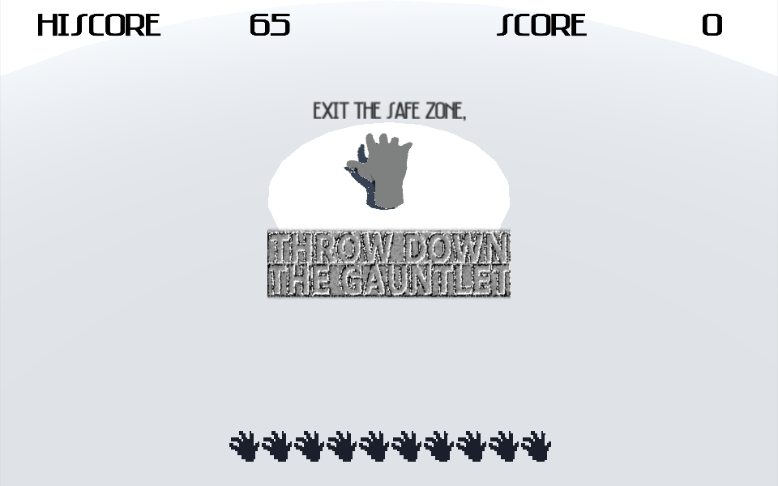 HISCORE 65 SCORE 0
EXIT THE SAFE ZONE,
THROW DOWN
THE GAUNTLET